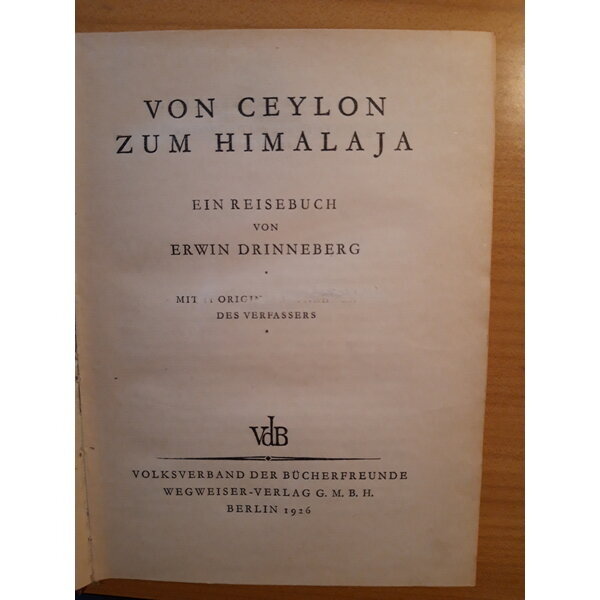 VON CEYLON
ZUM HIMALAJA
EIN REISEBUCH
VON
ERWIN DRINNEBERG
MIT
DES VERFASSERS
VdB
VOLKSVERBAND DER BÜCHERFREUNDE
WEGWEISER-VERLAG G. M. B. H.
BERLIN 1926